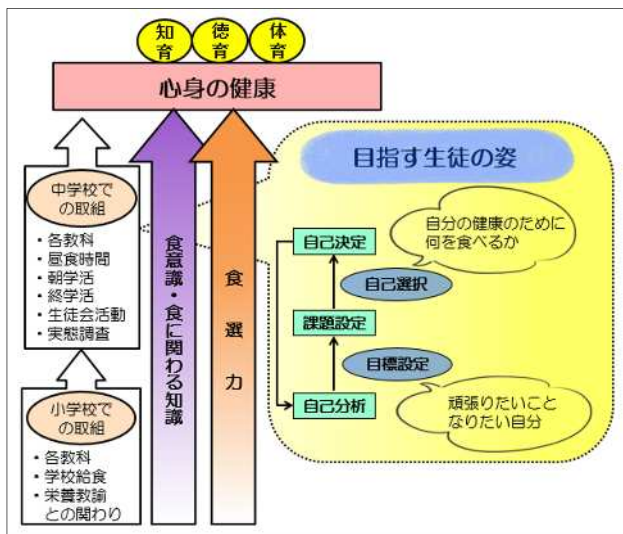 知育
徳育
体育
心身の健康
目指す生徒の姿
中学校で
の取組
・各教科
・昼食時間
・朝学活
・終学活
・生徒会活動
・実態調査
小学校で
の取組
・各教科
・学校給食
・栄養教諭
との関わり
食意識・食に関わる知識
食選力
自分の健康のために
何を食べるか
自己決定
自己選択
課題設定
目標設定
自己分析
頑張りたいこと
なりたい自分